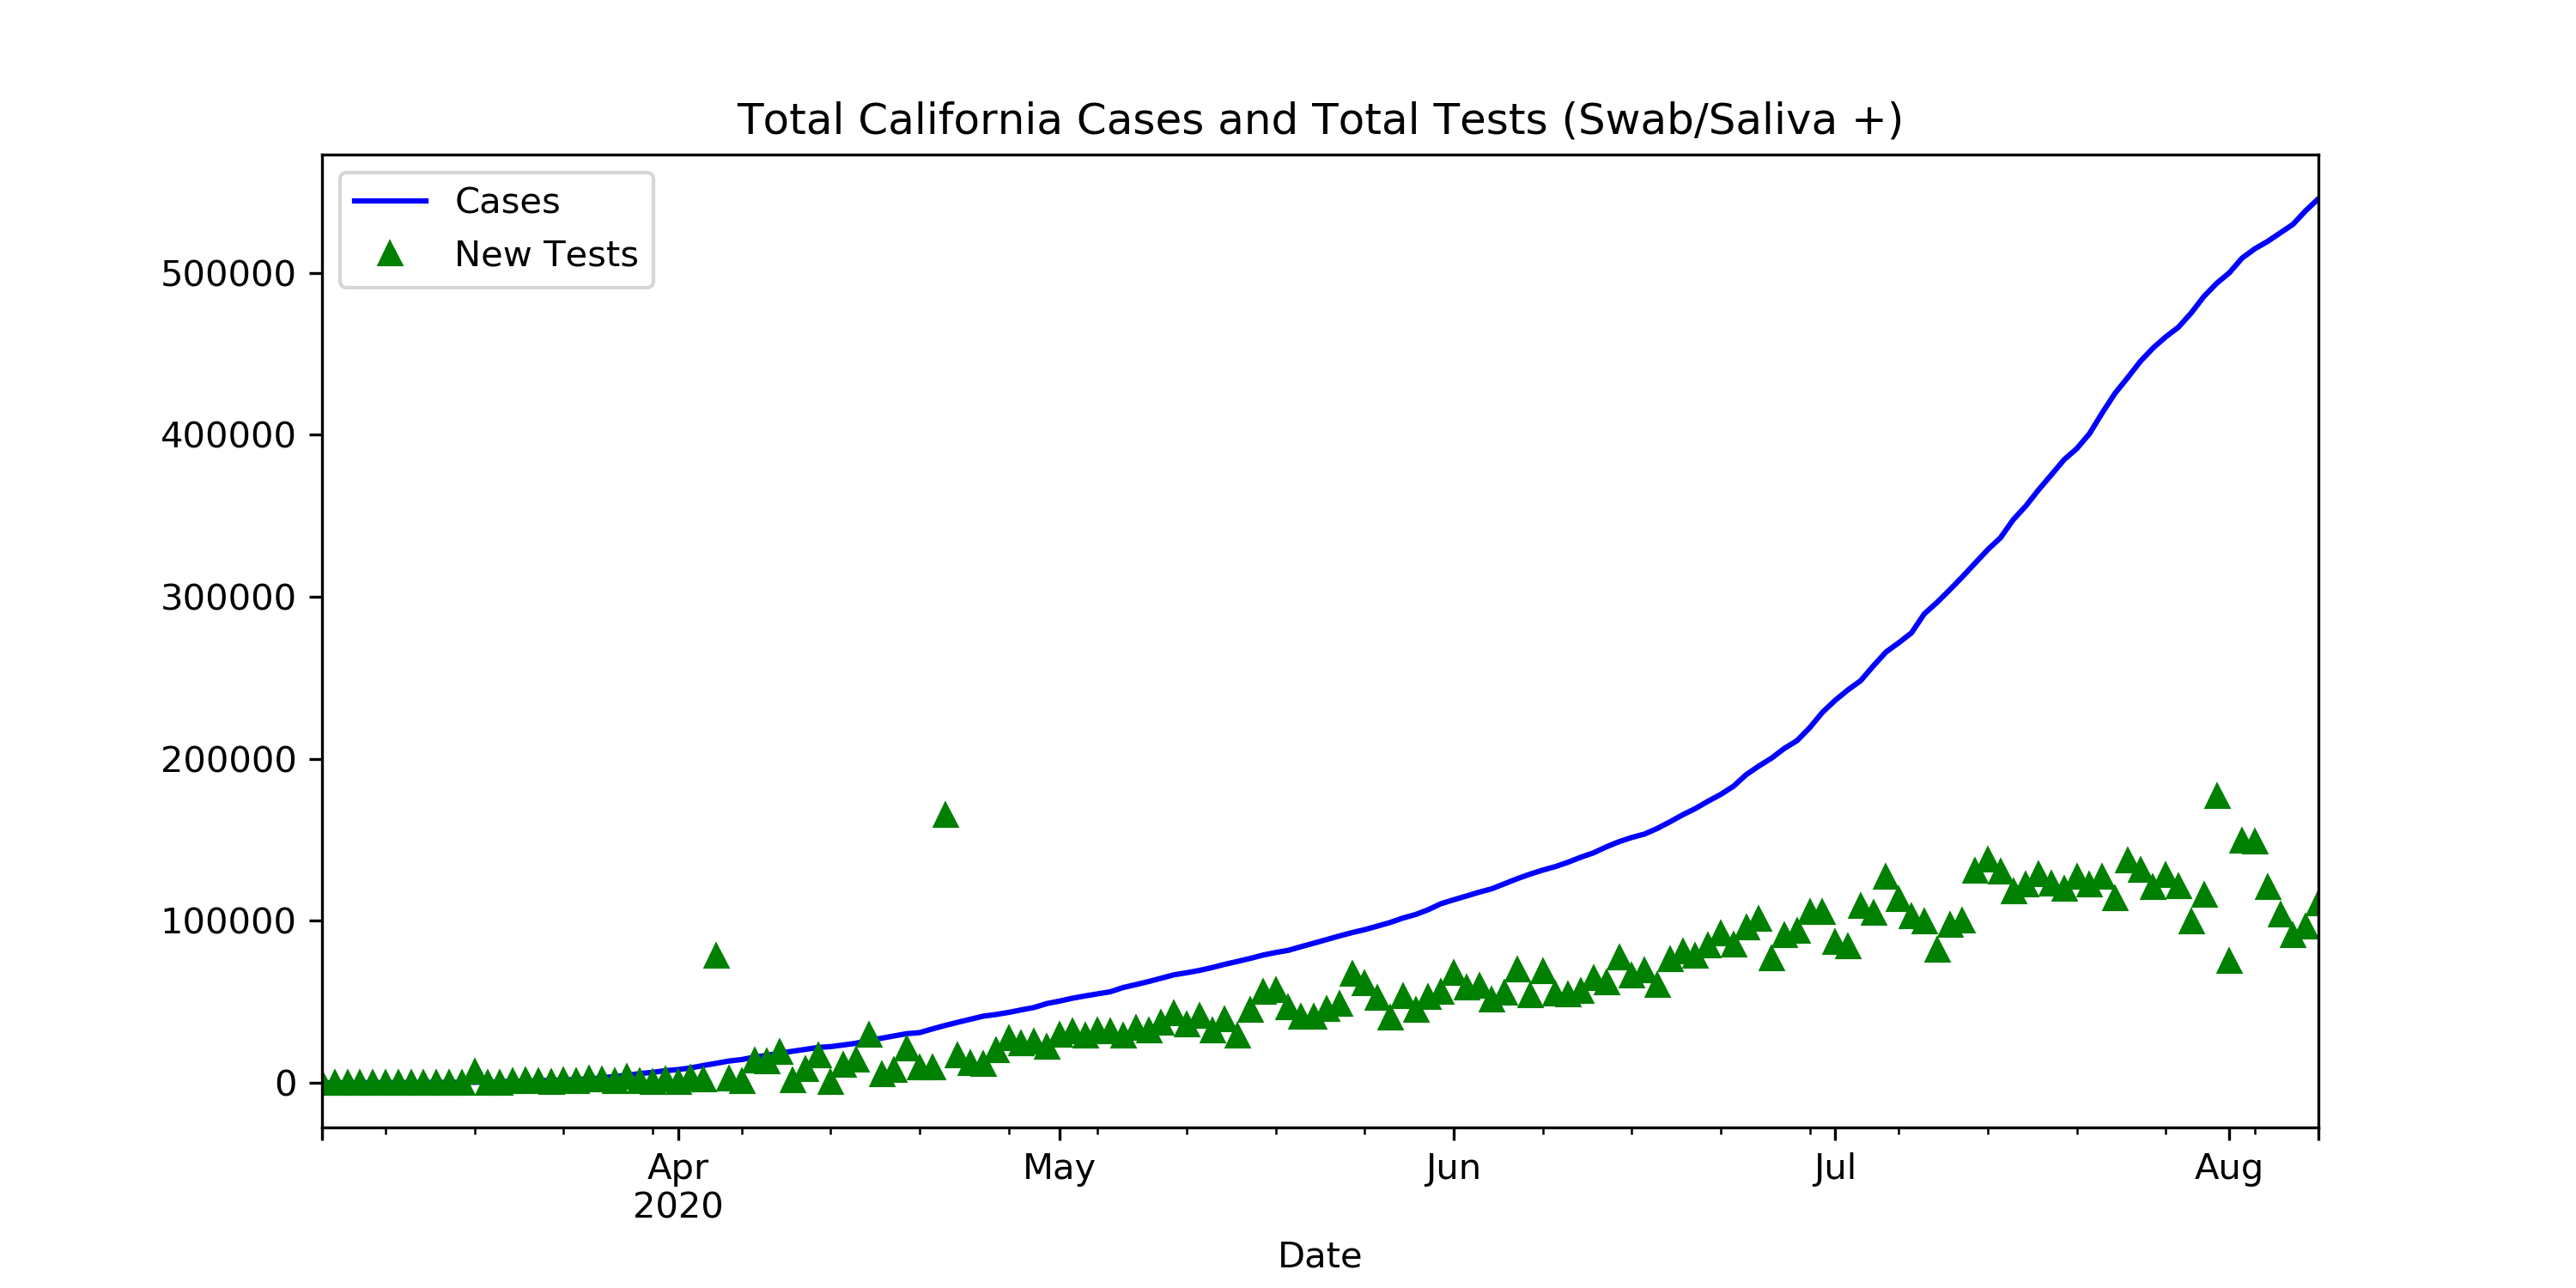 Total California Cases and Total Tests (Swab/Saliva +)
Cases
New Tests
500000
400000
300000
200000
100000
0
Apr
2020
May
Jun
Jul
Aug
Date